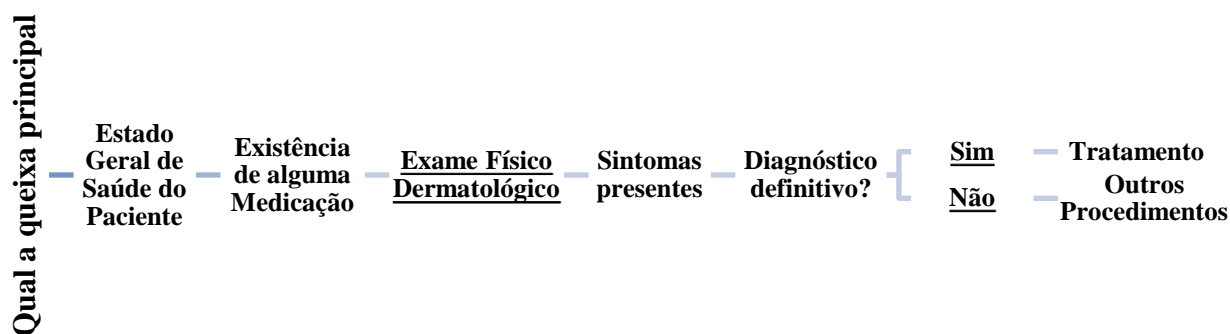 Qual a queixa principal
Estado
Geral de
Saúde do
Paciente
Existência
de alguma
Medicação
Exame Físico
Dermatológico
Sintomas
presentes
Diagnóstico
definitivo?
Sim
Tratamento
Não
Outros
Procedimentos